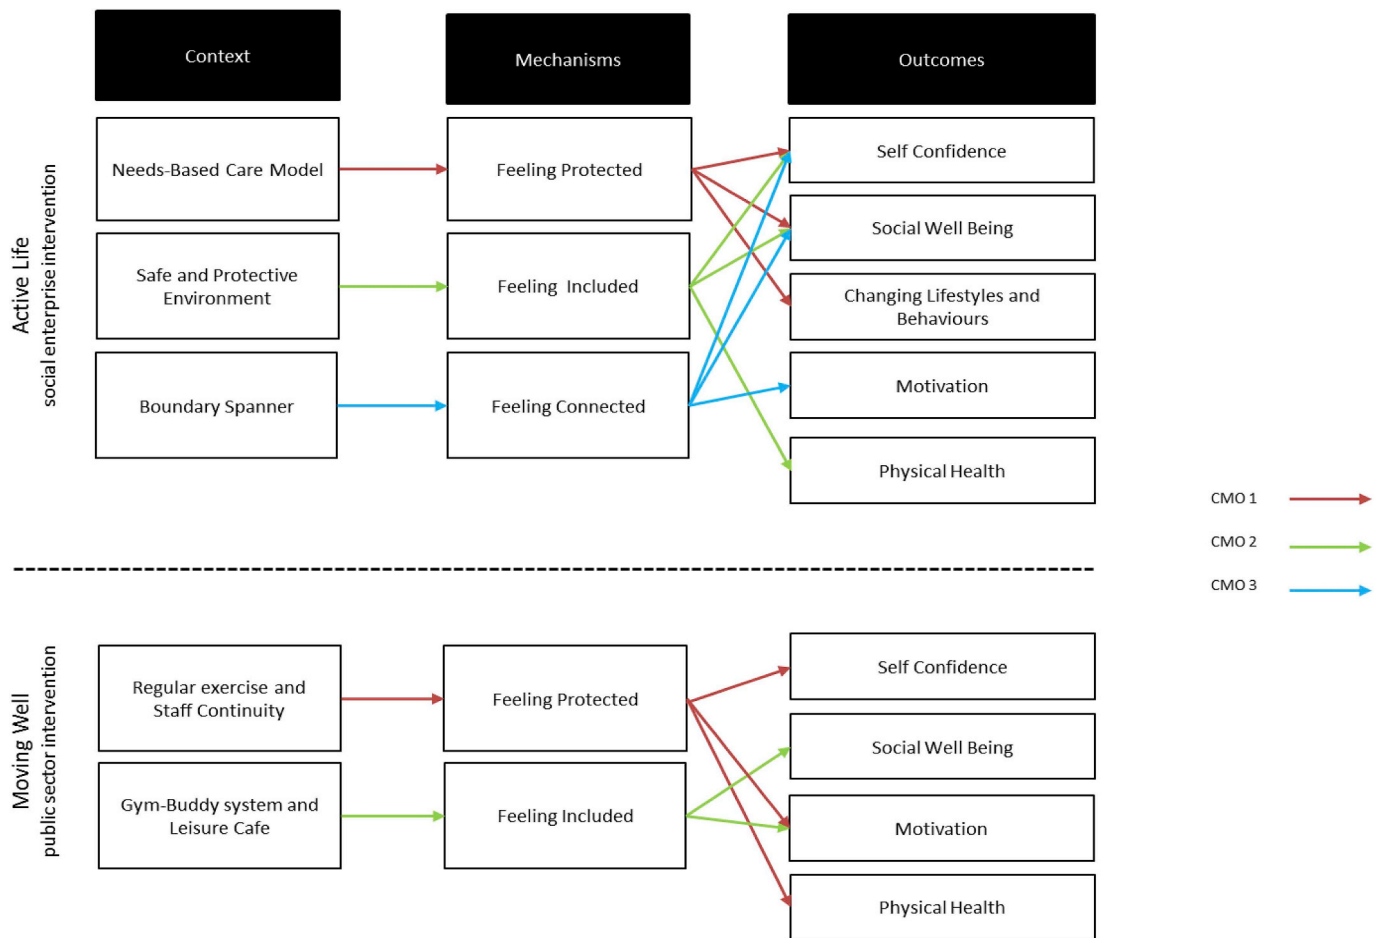 Context
Mechanisms
Outcomes
Active Life
social enterprise intervention
Needs-Based Care Model
Feeling Protected
Self Confidence
Social Well Being
Safe and Protective
Environment
Feeling Included
Changing Lifestyles and
Behaviours
Boundary Spanner
Feeling Connected
Motivation
Physical Health
CMO 1
CMO 2
CMO 3
Moving Well
public sector intervention
Regular exercise and
Staff Continuity
Feeling Protected
Self Confidence
Social Well Being
Gym-Buddy system and
Leisure Cafe
Feeling Included
Motivation
Physical Health